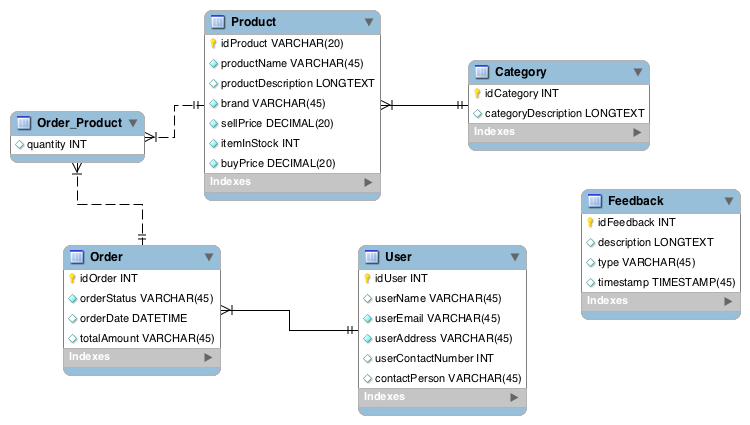 Product
idProduct VARCHAR(20)
productName VARCHAR(45)
productDescription LONGTEXT
brand VARCHAR(45)
sellPrice DECIMAL(20)
itemInStock INT
buyPrice DECIMAL(20)
Indexes
Category
idCategory INT
categoryDescription LONGTEXT
Indexes
Order_Product
quantity INT
Feedback
idFeedback INT
description LONGTEXT
type VARCHAR(45)
timestamp TIMESTAMP(45)
Indexes
Order
idOrder INT
orderStatus VARCHAR(45)
orderDate DATETIME
totalAmount VARCHAR(45)
Indexes
User
idUser INT
userName VARCHAR(45)
userEmail VARCHAR(45)
userAddress VARCHAR(45)
userContactNumber INT
contactPerson VARCHAR(45)
Indexes